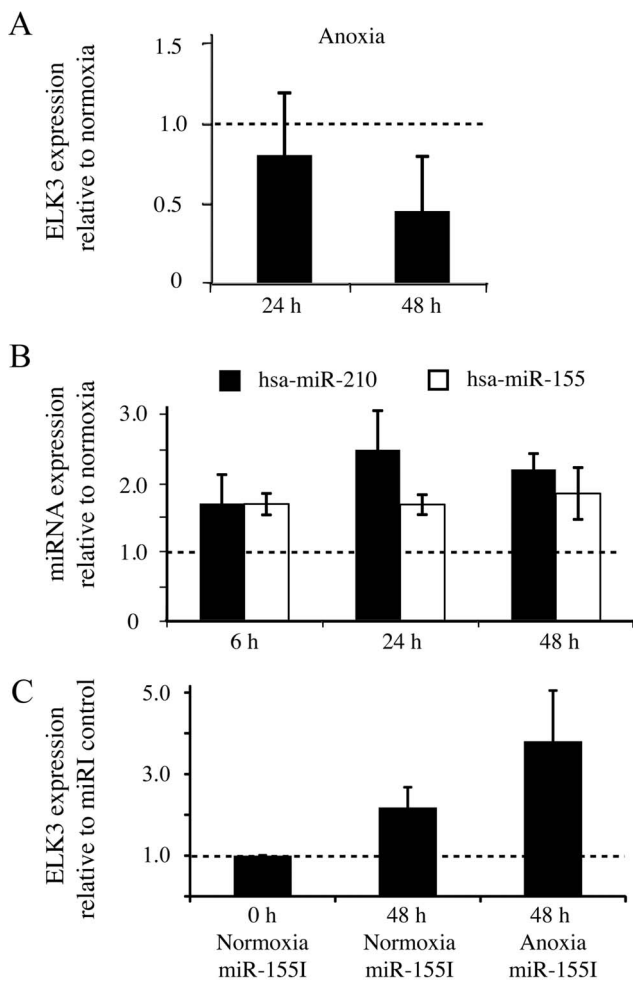 A
Anoxia
ELK3 expression
relative to normoxia
1.5
1.0
0.5
0
24 h 48 h
B
hsa-miR-210 hsa-miR-155
miRNA expression
relative to normoxia
3.0
2.0
1.0
0
6 h 24 h 48 h
C
ELK3 expression
relative to miRI control
5.0
3.0
1.0
0 h 48 h 48 h
Normoxia Normoxia Anoxia
miR-155I miR-155I miR-155I